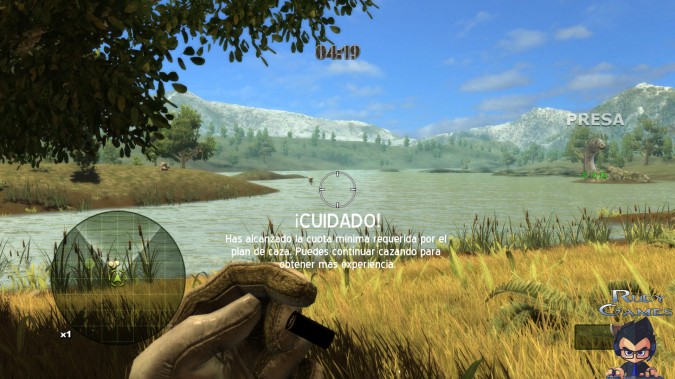 04:19
PRESA
¡CUIDADO!
Has alcanzado la cuota mínima requerida por el
plan de caza. Puedes continuar cazando para
obtener más experiencia.
x1
Games